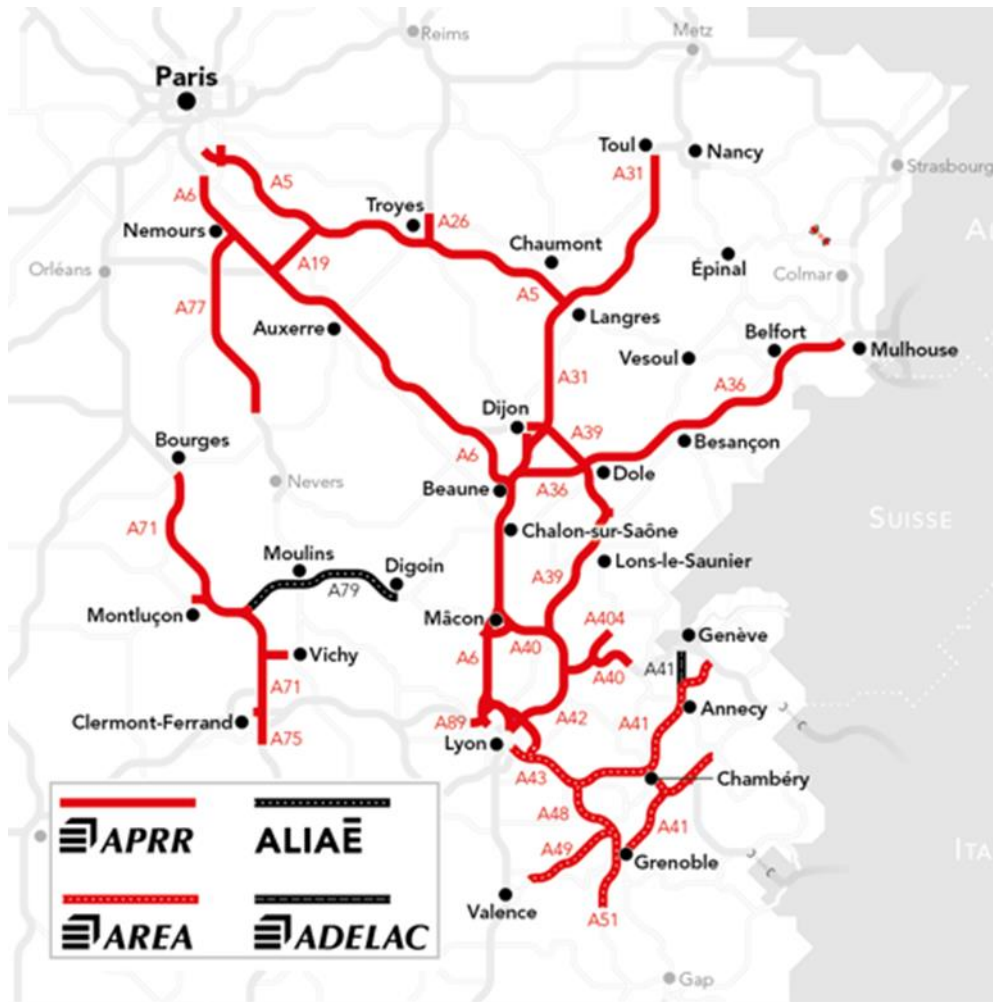 Reims
Metz
Paris
Toul
Nancy
A31
Strasbourg
A5
A6
Troyes
A26
Nemours
Chaumont
Épinal
Orléans
A19
Colmar
A77
A5
Langres
Auxerre
Belfort
Mulhouse
Vesoul
A31
A36
Dijon
A39
Bourges
Besançon
A6
Dole
Nevers
Beaune
A36
SUISSE
A71
Chalon-sur-Saône
Moulins
Digoin
Lons-le-Saunier
A39
A79
Montluçon
Mâcon
A404
Genève
A40
Vichy
A6
A41
A40
A71
Annecy
Clermont-Ferrand
A89
A42
A41
A75
Lyon
A43
Chambéry
A48
A41
A49
ITA
Grenoble
Valence
A51
Gap
APRR
ALIAĒ
AREA
ADELAC